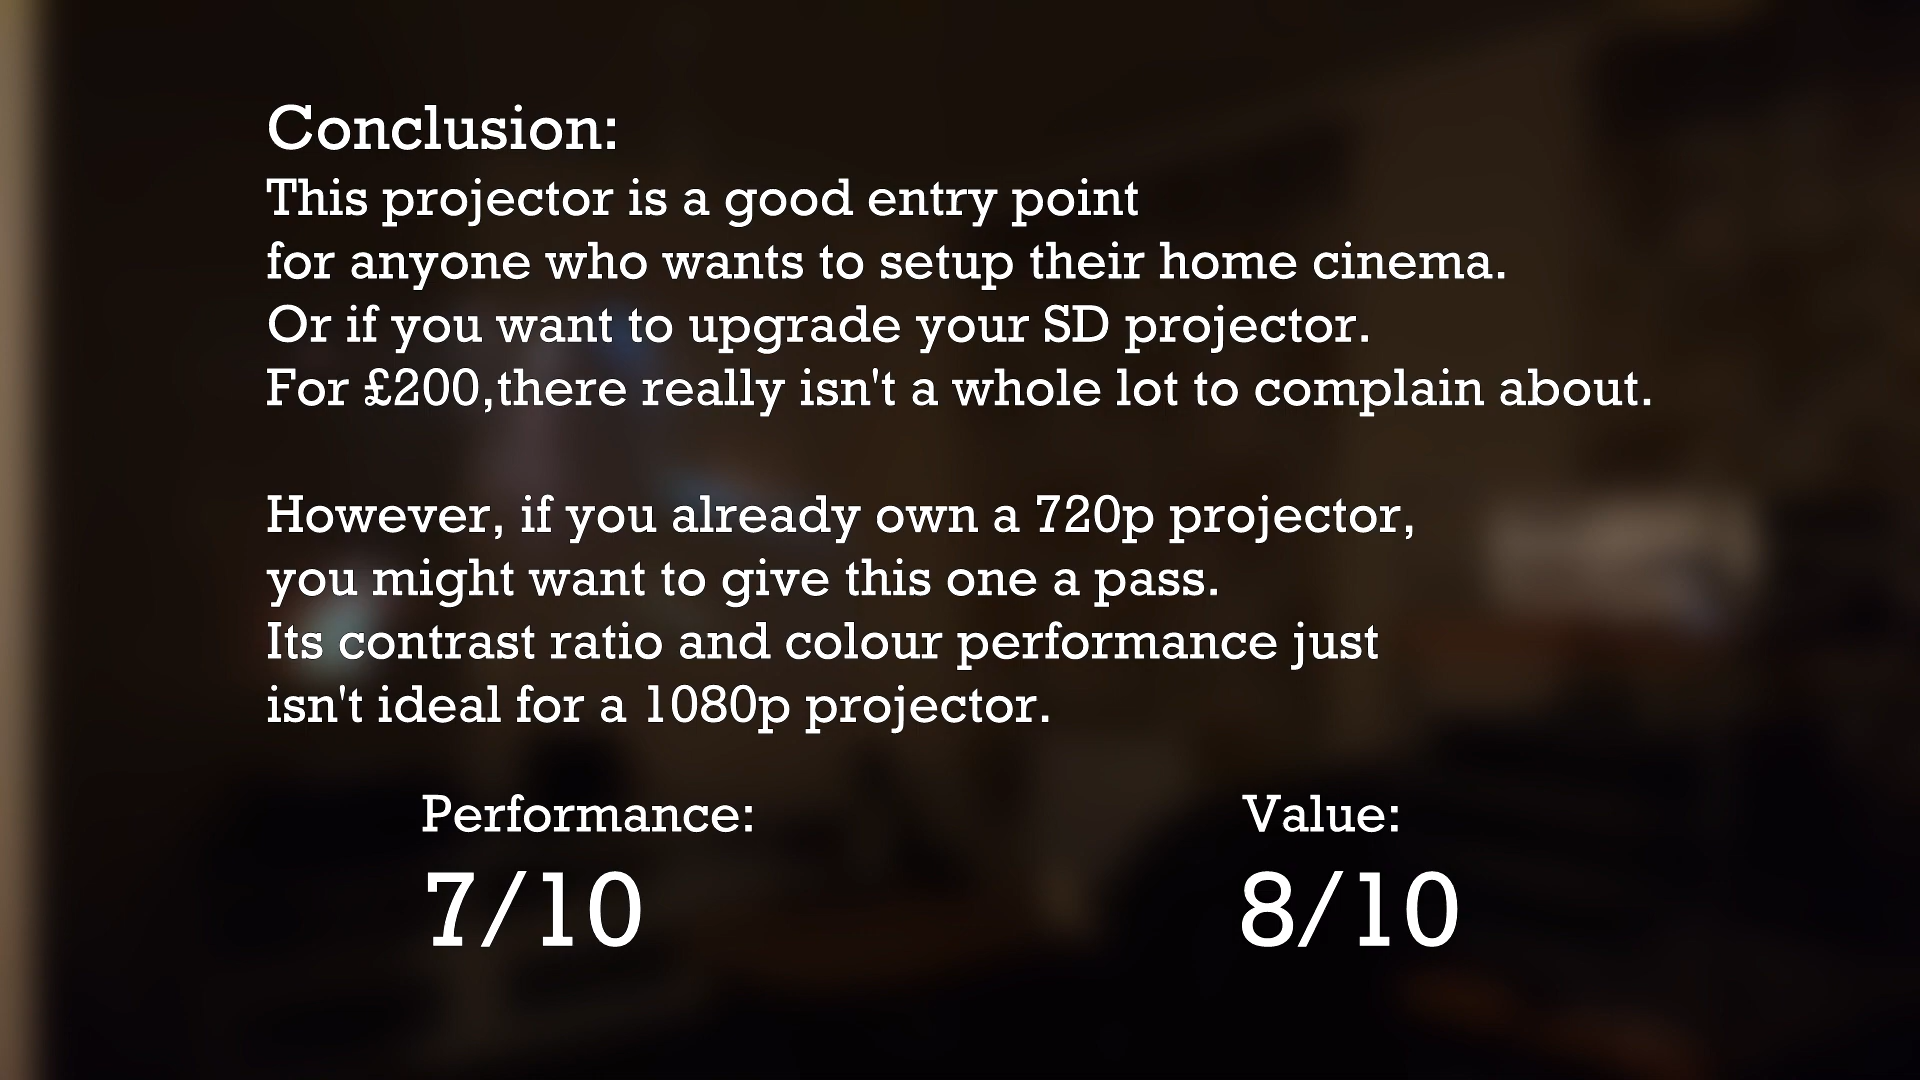 Conclusion:
This projector is a good entry point
for anyone who wants to setup their home cinema.
Or if you want to upgrade your SD projector.
For £200,there really isn't a whole lot to complain about.
However, if you already own a 720p projector,
you might want to give this one a pass.
Its contrast ratio and colour performance just
isn't ideal for a 1080p projector.
Performance:
7/10
Value:
8/10